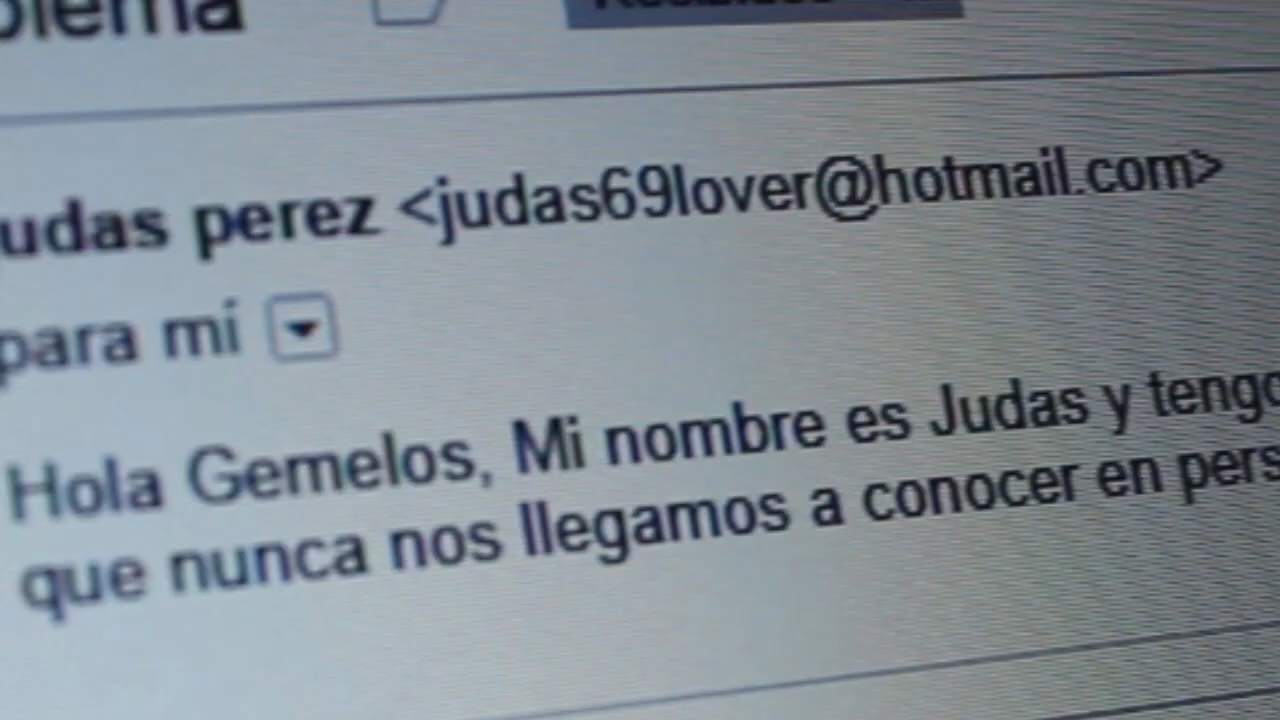 udas perez <judas69lover@hotmail.com>
para mi
Hola Gemelos, Mi nombre es Judas y tengo
que nunca nos llegamos a conocer en pers